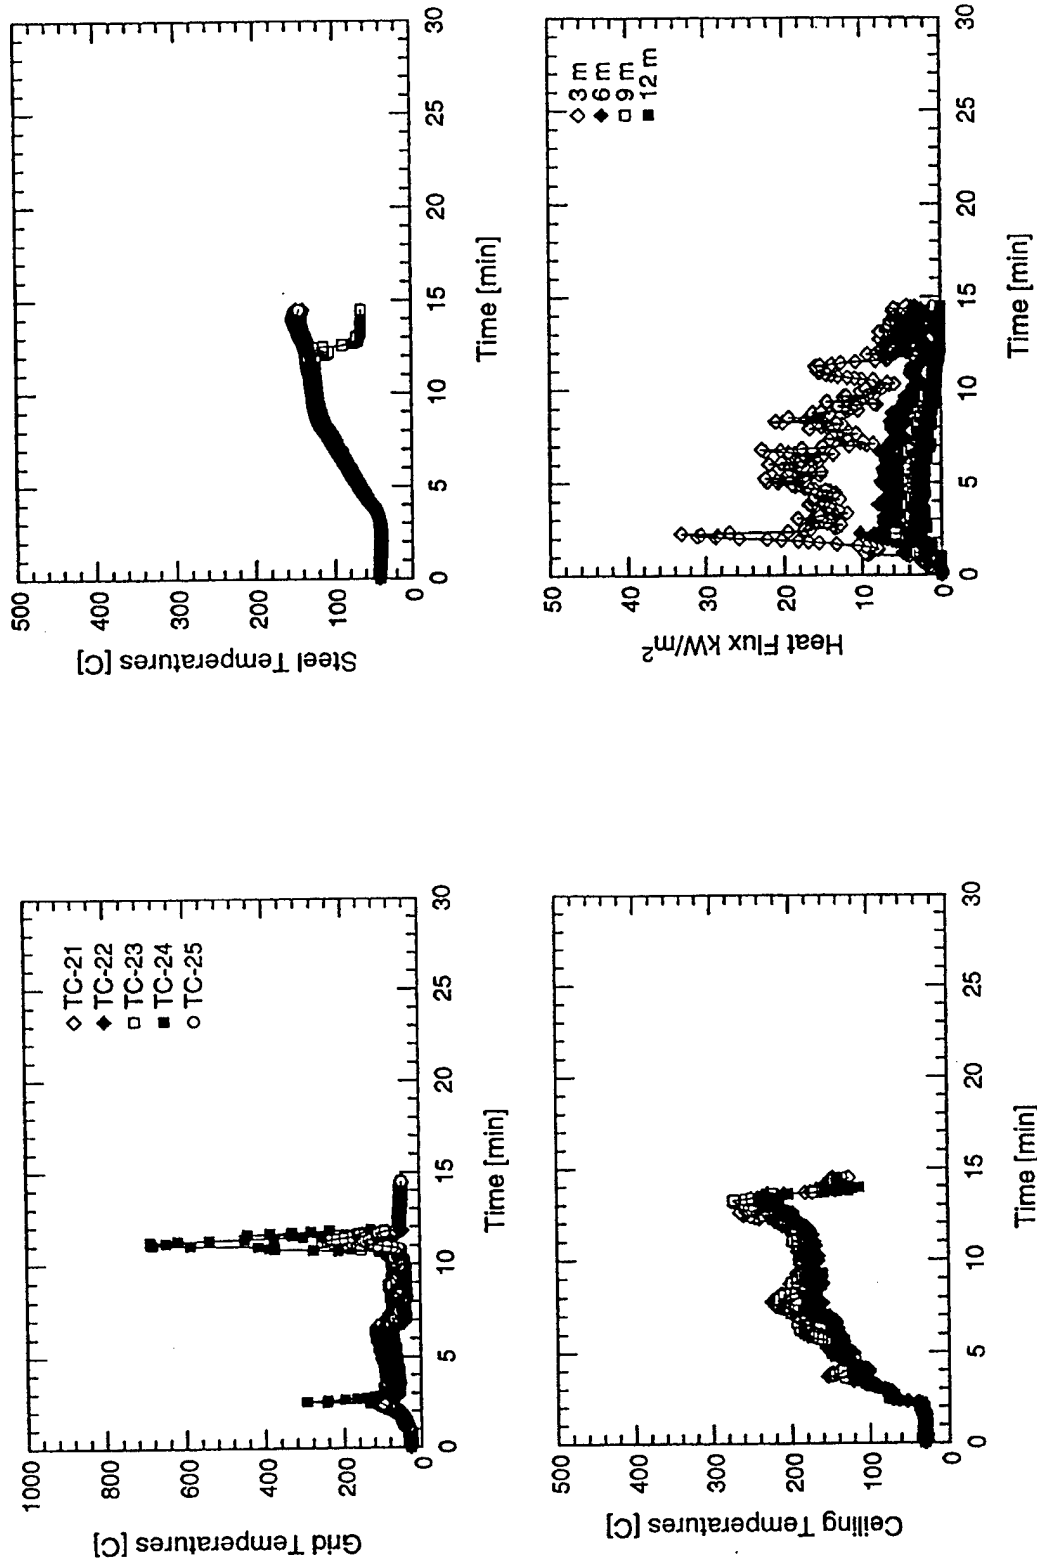 1000
800
600
400
200
0
Grid Temperatures [C]
TC-21
TC-22
TC-23
TC-24
TC-25
0 5 10 15 20 25 30
Time [min]
500
400
300
200
100
0
Steel Temperatures [C]
0 5 10 15 20 25 30
Time [min]
500
400
300
200
100
0
Ceiling Temperatures [C]
0 5 10 15 20 25 30
Time [min]
50
40
30
20
10
0
Heat Flux kW/m²
3 m
6 m
9 m
12 m
0 5 10 15 20 25 30
Time [min]